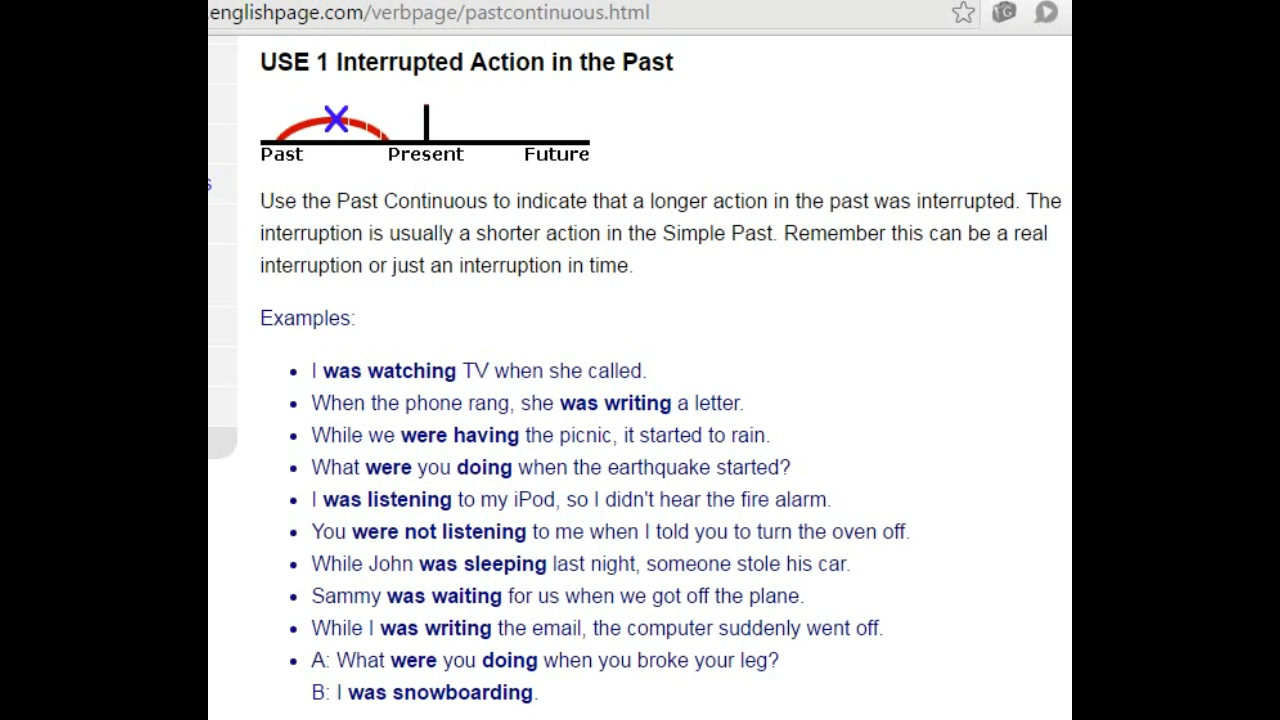 .englishpage.com/verbpage/pastcontinuous.html
USE 1 Interrupted Action in the Past
Past Present Future
Use the Past Continuous to indicate that a longer action in the past was interrupted. The
interruption is usually a shorter action in the Simple Past. Remember this can be a real
interruption or just an interruption in time.
Examples:
• I was watching TV when she called.
• When the phone rang, she was writing a letter.
• While we were having the picnic, it started to rain.
• What were you doing when the earthquake started?
• I was listening to my iPod, so I didn't hear the fire alarm.
• You were not listening to me when I told you to turn the oven off.
• While John was sleeping last night, someone stole his car.
• Sammy was waiting for us when we got off the plane.
• While I was writing the email, the computer suddenly went off.
• A: What were you doing when you broke your leg?
B: I was snowboarding.